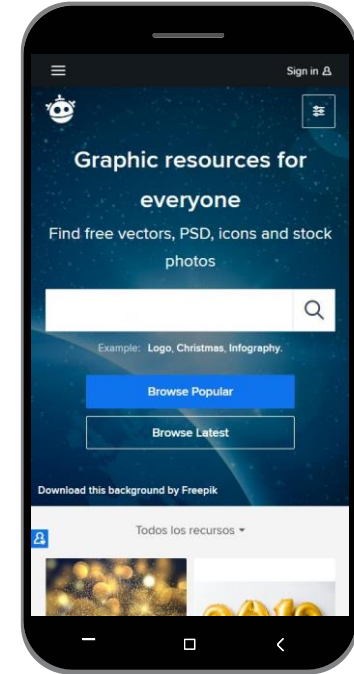 Sign in
Graphic resources for
everyone
Find free vectors, PSD, icons and stock
photos
Example: Logo, Christmas, Infography.
Browse Popular
Browse Latest
Download this background by Freepik
Todos los recursos
2019